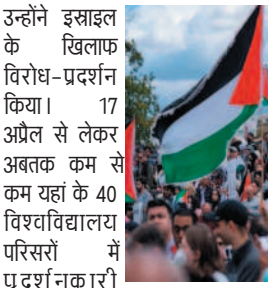 उन्होंने इस्राइल
के खिलाफ
विरोध-प्रदर्शन
किया। 17
अप्रैल से लेकर
अबतक कम से
कम यहां के 40
विश्वविद्यालय
परिसरों में
प्रदर्शनकारी